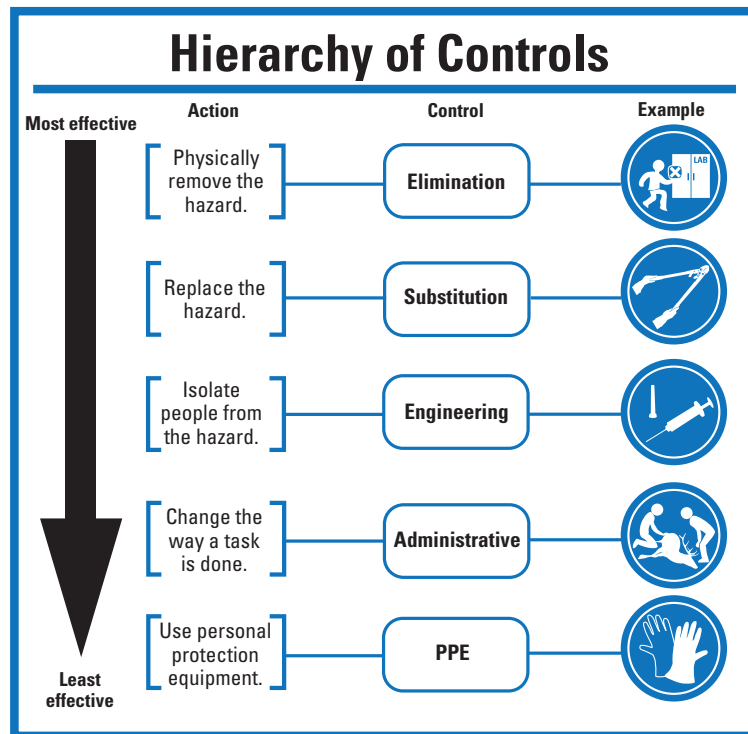 Hierarchy of Controls
Action
Control
Example
Most effective
Physically
remove the
hazard.
Elimination
LAB
Replace the
hazard.
Substitution
Isolate
people from
the hazard.
Engineering
Change the
way a task
is done.
Administrative
Use personal
protection
equipment.
PPE
Least
effective